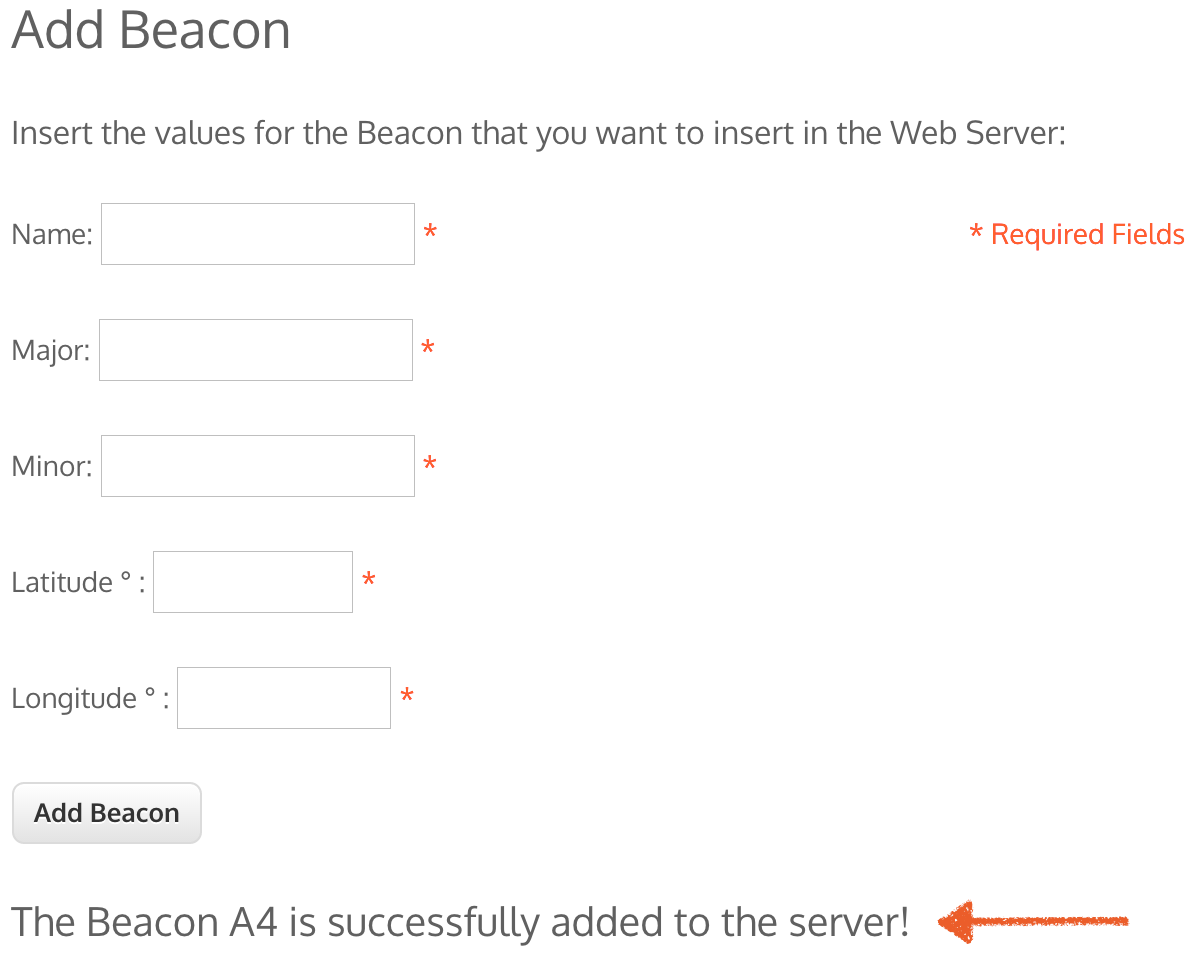 Add Beacon
Insert the values for the Beacon that you want to insert in the Web Server:
Name: * * Required Fields
Major: *
Minor: *
Latitude ° : *
Longitude ° : *
Add Beacon
The Beacon A4 is successfully added to the server!